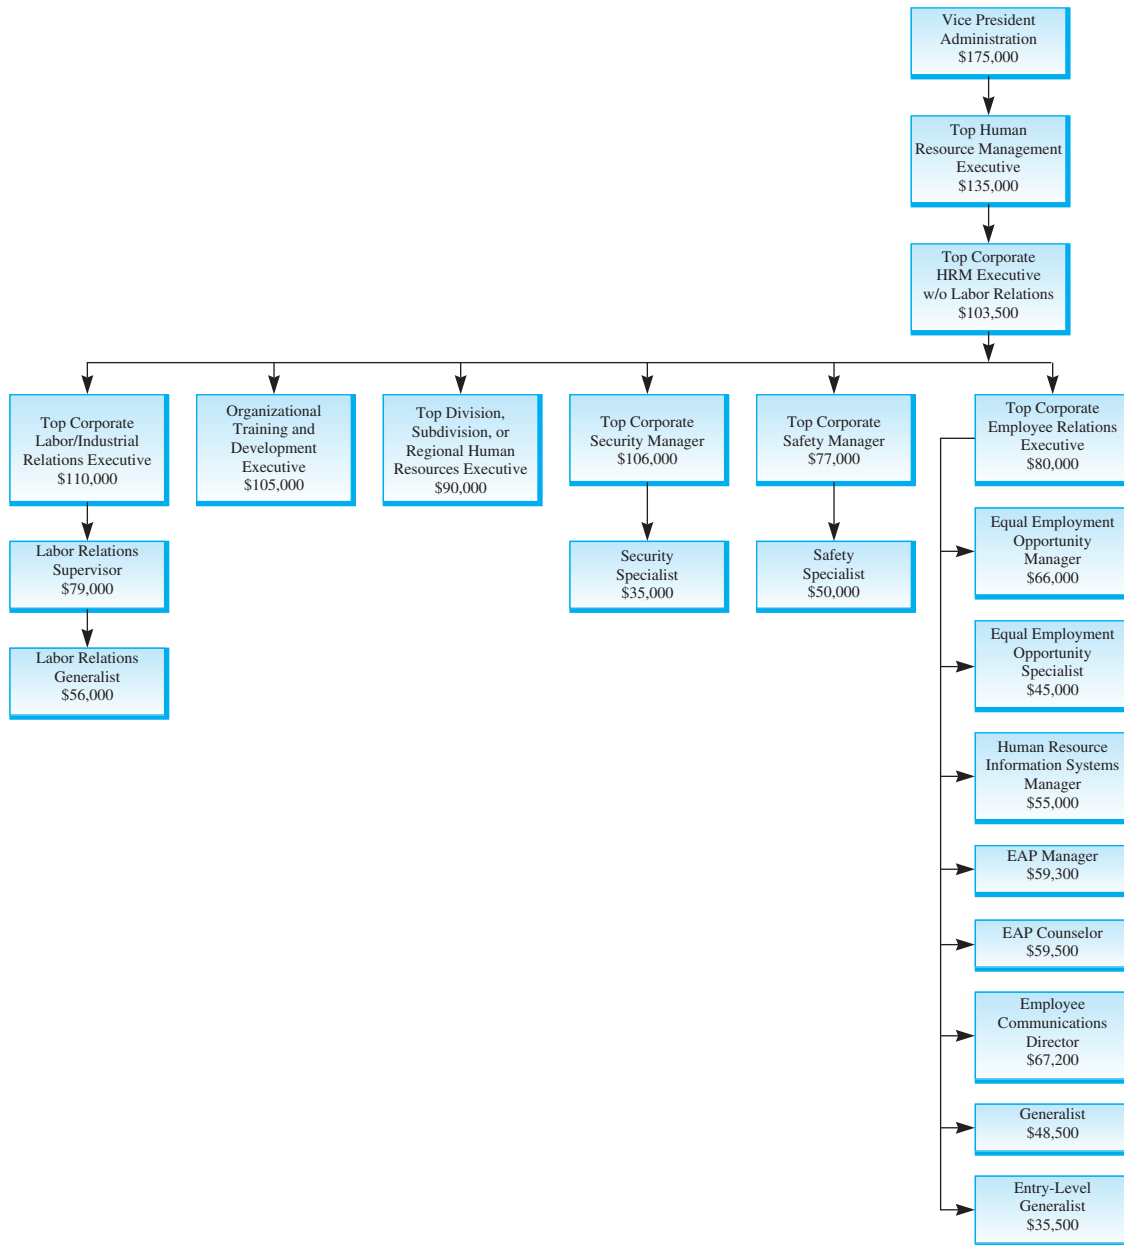 Vice President
Administration
$175,000
Top Human
Resource Management
Executive
$135,000
Top Corporate
HRM Executive
w/o Labor Relations
$103,500
Top Corporate
Labor/Industrial
Relations Executive
$110,000
Organizational
Training and
Development
Executive
$105,000
Top Division,
Subdivision, or
Regional Human
Resources Executive
$90,000
Top Corporate
Security Manager
$106,000
Top Corporate
Safety Manager
$77,000
Top Corporate
Employee Relations
Executive
$80,000
Labor Relations
Supervisor
$79,000
Labor Relations
Generalist
$56,000
Security
Specialist
$35,000
Safety
Specialist
$50,000
Equal Employment
Opportunity
Manager
$66,000
Equal Employment
Opportunity
Specialist
$45,000
Human Resource
Information Systems
Manager
$55,000
EAP Manager
$59,300
EAP Counselor
$59,500
Employee
Communications
Director
$67,200
Generalist
$48,500
Entry-Level
Generalist
$35,500